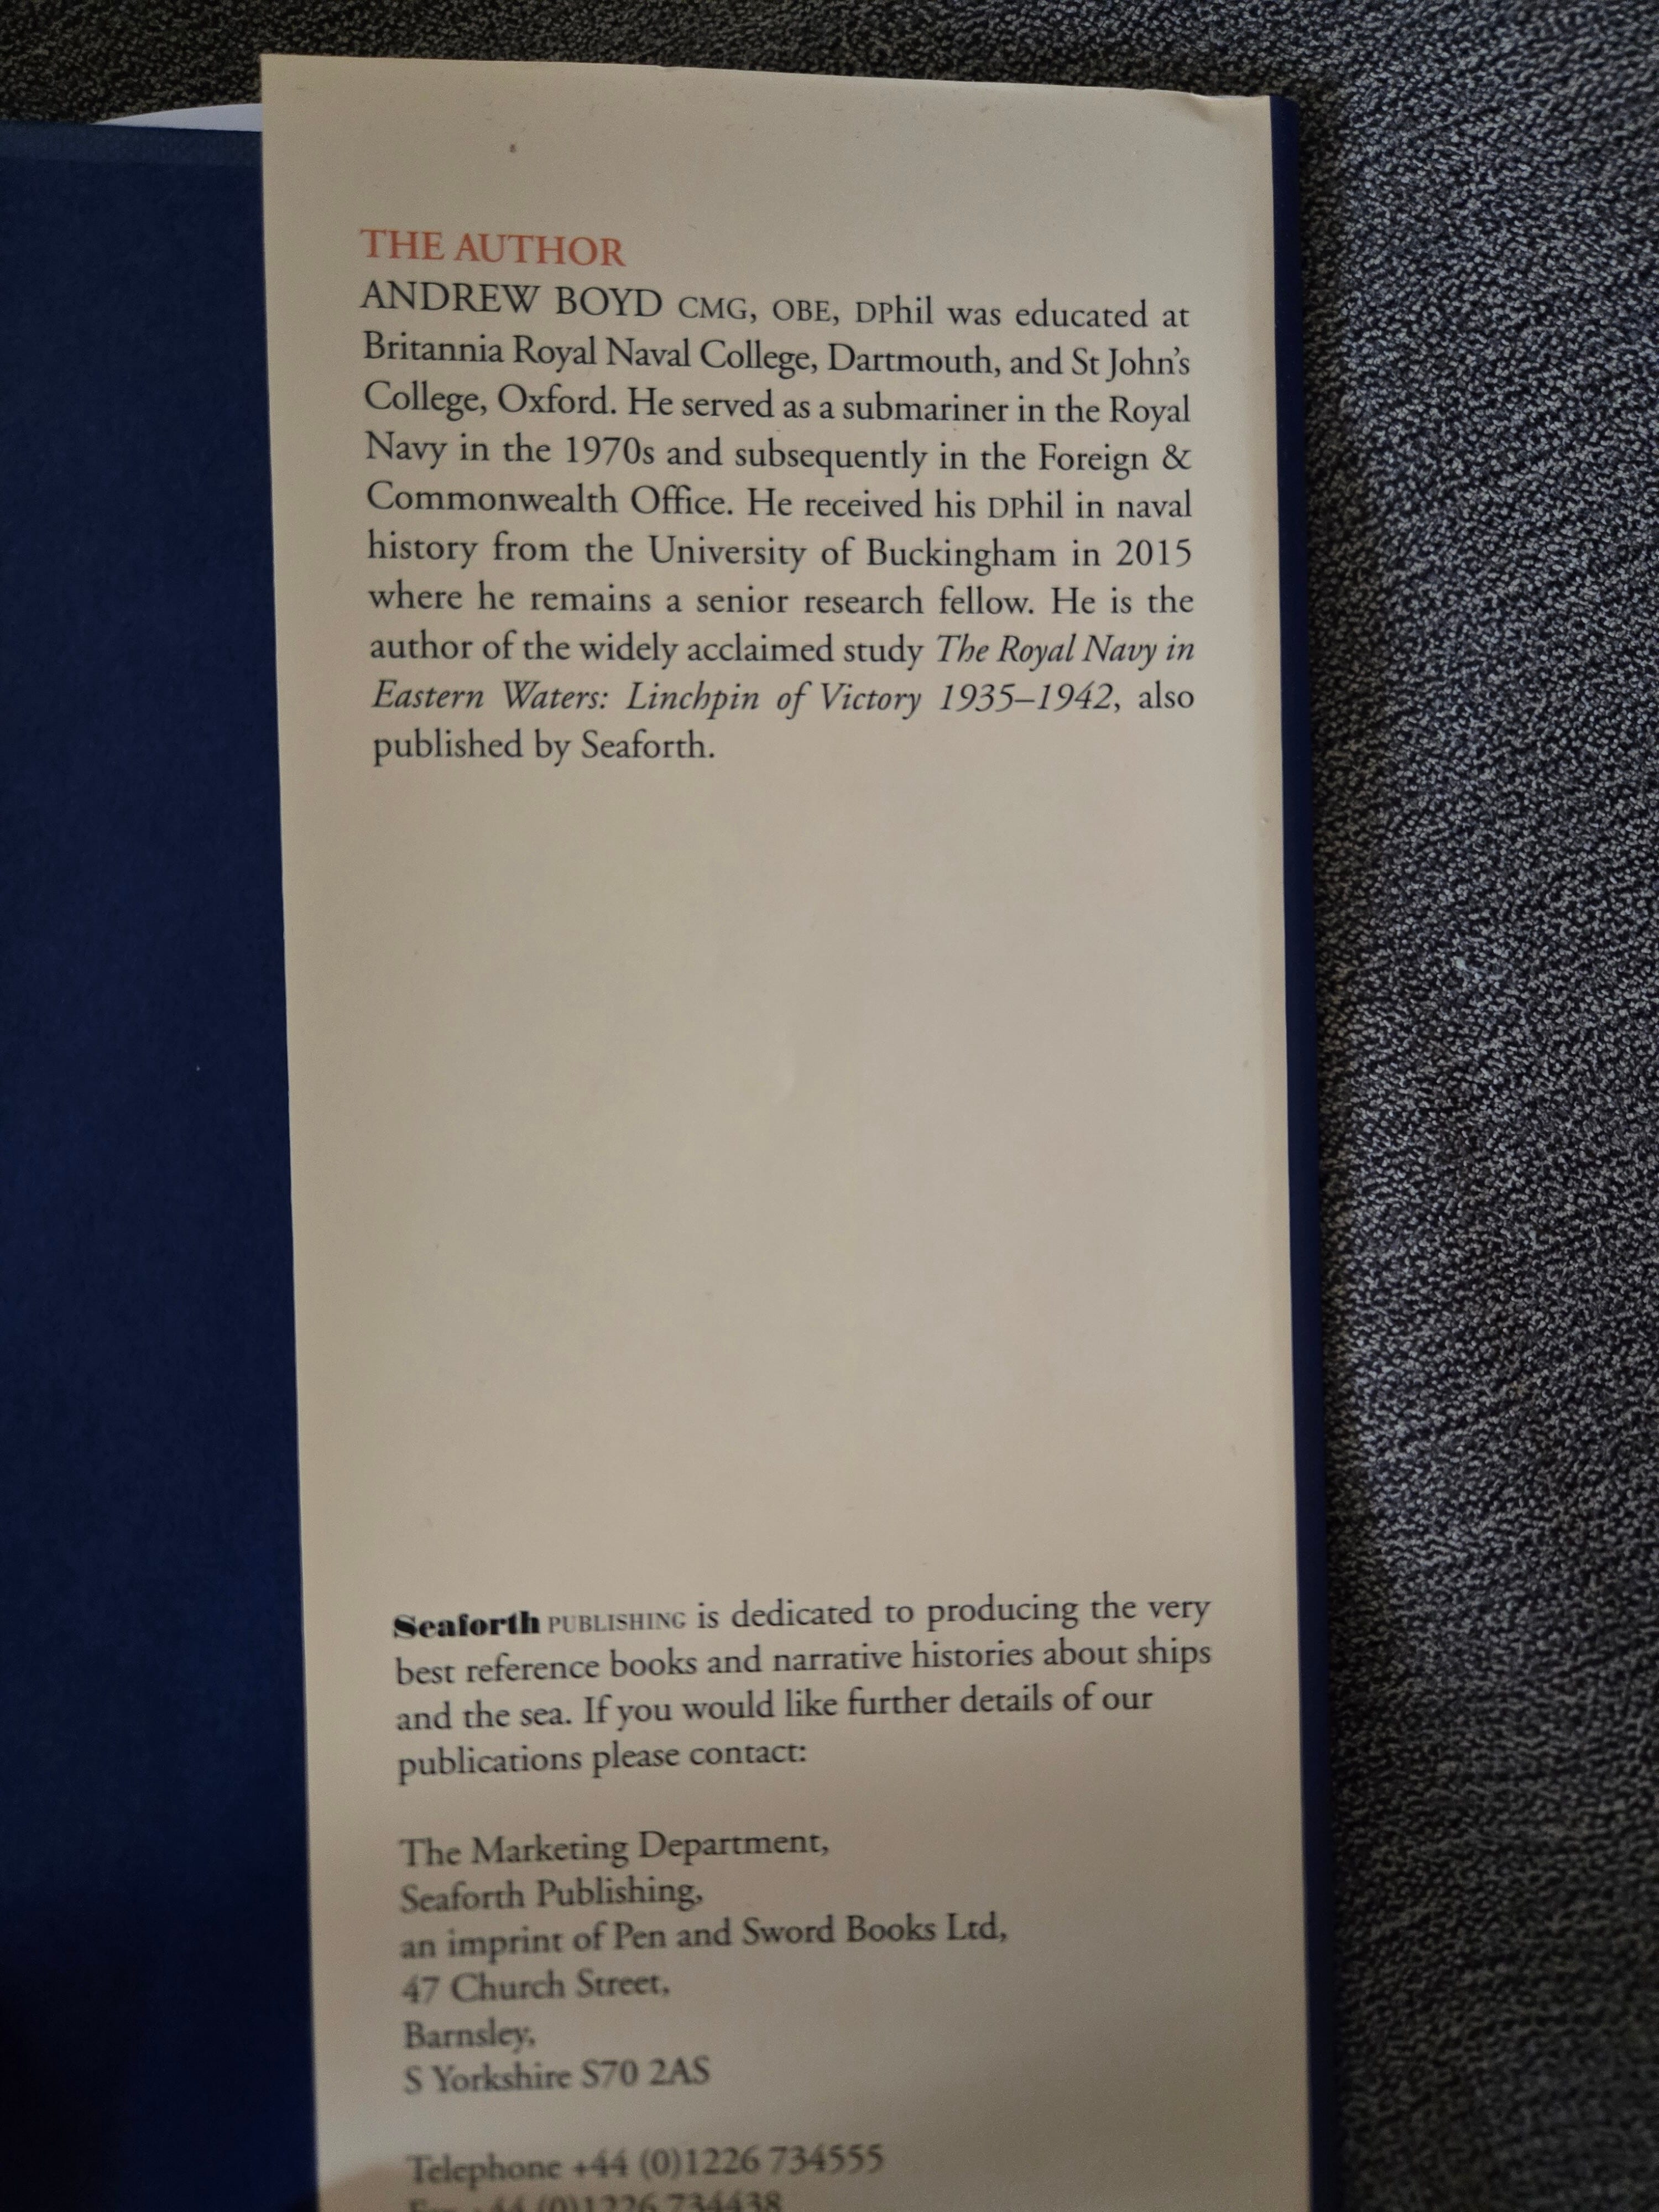 THE AUTHOR
ANDREW BOYD CMG, OBE, DPhil was educated at
Britannia Royal Naval College, Dartmouth, and St John's
College, Oxford. He served as a submariner in the Royal
Navy in the 1970s and subsequently in the Foreign &
Commonwealth Office. He received his DPhil in naval
history from the University of Buckingham in 2015
where he remains a senior research fellow. He is the
author of the widely acclaimed study The Royal Navy in
Eastern Waters: Linchpin of Victory 1935–1942, also
published by Seaforth.
Seaforth PUBLISHING is dedicated to producing the very
best reference books and narrative histories about ships
and the sea. If you would like further details of our
publications please contact:
The Marketing Department,
Seaforth Publishing,
an imprint of Pen and Sword Books Ltd,
47 Church Street,
Barnsley,
S Yorkshire S70 2AS
Telephone +44 (0)1226 734555
Fax +44 (0)1226 734438